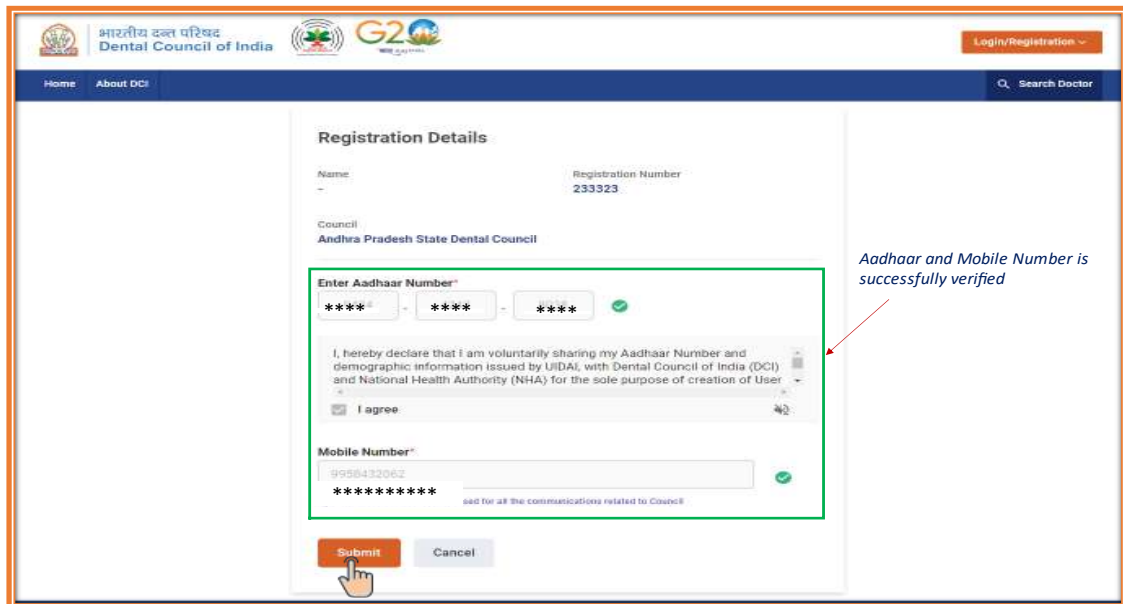 भारतीय दन्त परिषद
Dental Council of India
G20
Login/Registration
Home About DCI Search Doctor
Registration Details
Name Registration Number
- 233323
Council
Andhra Pradesh State Dental Council
Aadhaar and Mobile Number is
successfully verified
Enter Aadhaar Number*
**** - **** - ****
I, hereby declare that I am voluntarily sharing my Aadhaar Number and
demographic information issued by UIDAI, with Dental Council of India (DCI)
and National Health Authority (NHA) for the sole purpose of creation of User
I agree
Mobile Number*
9958432062
**********
sed for all the communications related to Council
Submit Cancel